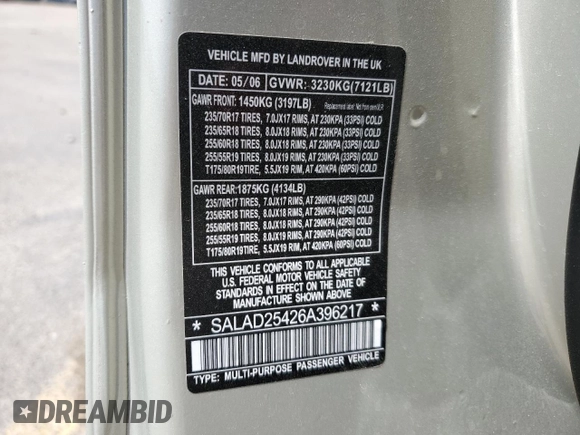 VEHICLE MFD BY LANDROVER IN THE UK
DATE: 05/06 GVWR: 3230KG(7121LB)
GAWR FRONT: 1450KG (3197LB) Replacement label. Not from
235/70R17 TIRES, 7.0JX17 RIMS, AT 230KPA (33PSI) COLD
235/65R18 TIRES, 8.0JX18 RIMS, AT 230KPA (33PSI) COLD
255/60R18 TIRES, 8.0JX18 RIMS, AT 230KPA (33PSI) COLD
255/55R19 TIRES, 8.0JX19 RIMS, AT 230KPA (33PSI) COLD
T175/80R19TIRE, 5.5JX19 RIM, AT 420KPA (60PSI) COLD
GAWR REAR:1875KG (4134LB)
235/70R17 TIRES, 7.0JX17 RIMS, AT 290KPA (42PSI) COLD
235/65R18 TIRES, 8.0JX18 RIMS, AT 290KPA (42PSI) COLD
255/60R18 TIRES, 8.0JX18 RIMS, AT 290KPA (42PSI) COLD
255/55R19 TIRES, 8.0JX19 RIMS, AT 290KPA (42PSI) COLD
T175/80R19TIRE, 5.5JX19 RIM, AT 420KPA (60PSI) COLD
THIS VEHICLE CONFORMS TO ALL APPLICABLE
U.S. FEDERAL MOTOR VEHICLE SAFETY
STANDARDS IN EFFECT ON THE DATE OF
MANUFACTURE SHOWN ABOVE
* SALAD25426A396217 *
TYPE: MULTI-PURPOSE PASSENGER VEHICLE
DREAMBID